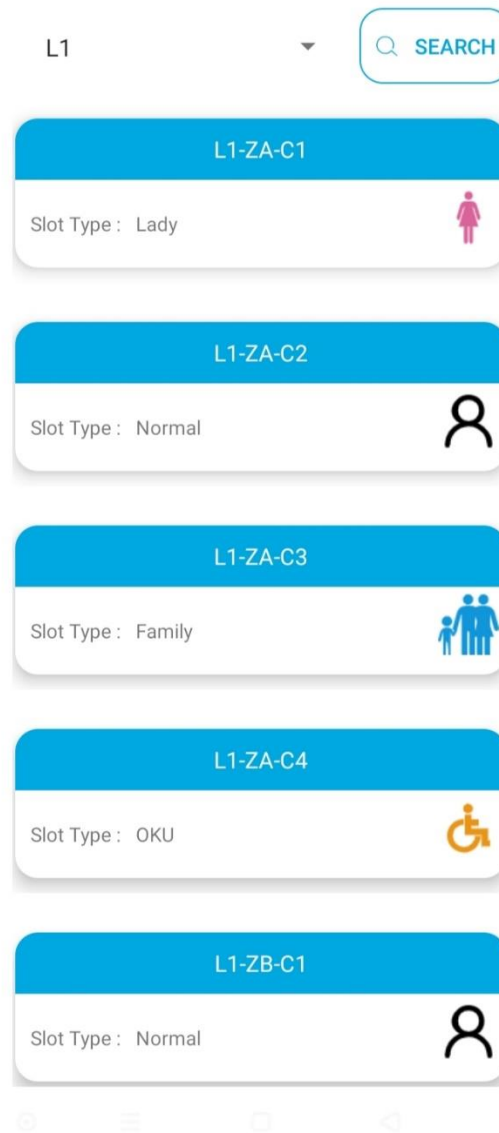 L1
SEARCH
L1-ZA-C1
Slot Type : Lady
L1-ZA-C2
Slot Type : Normal
L1-ZA-C3
Slot Type : Family
L1-ZA-C4
Slot Type : OKU
L1-ZB-C1
Slot Type : Normal